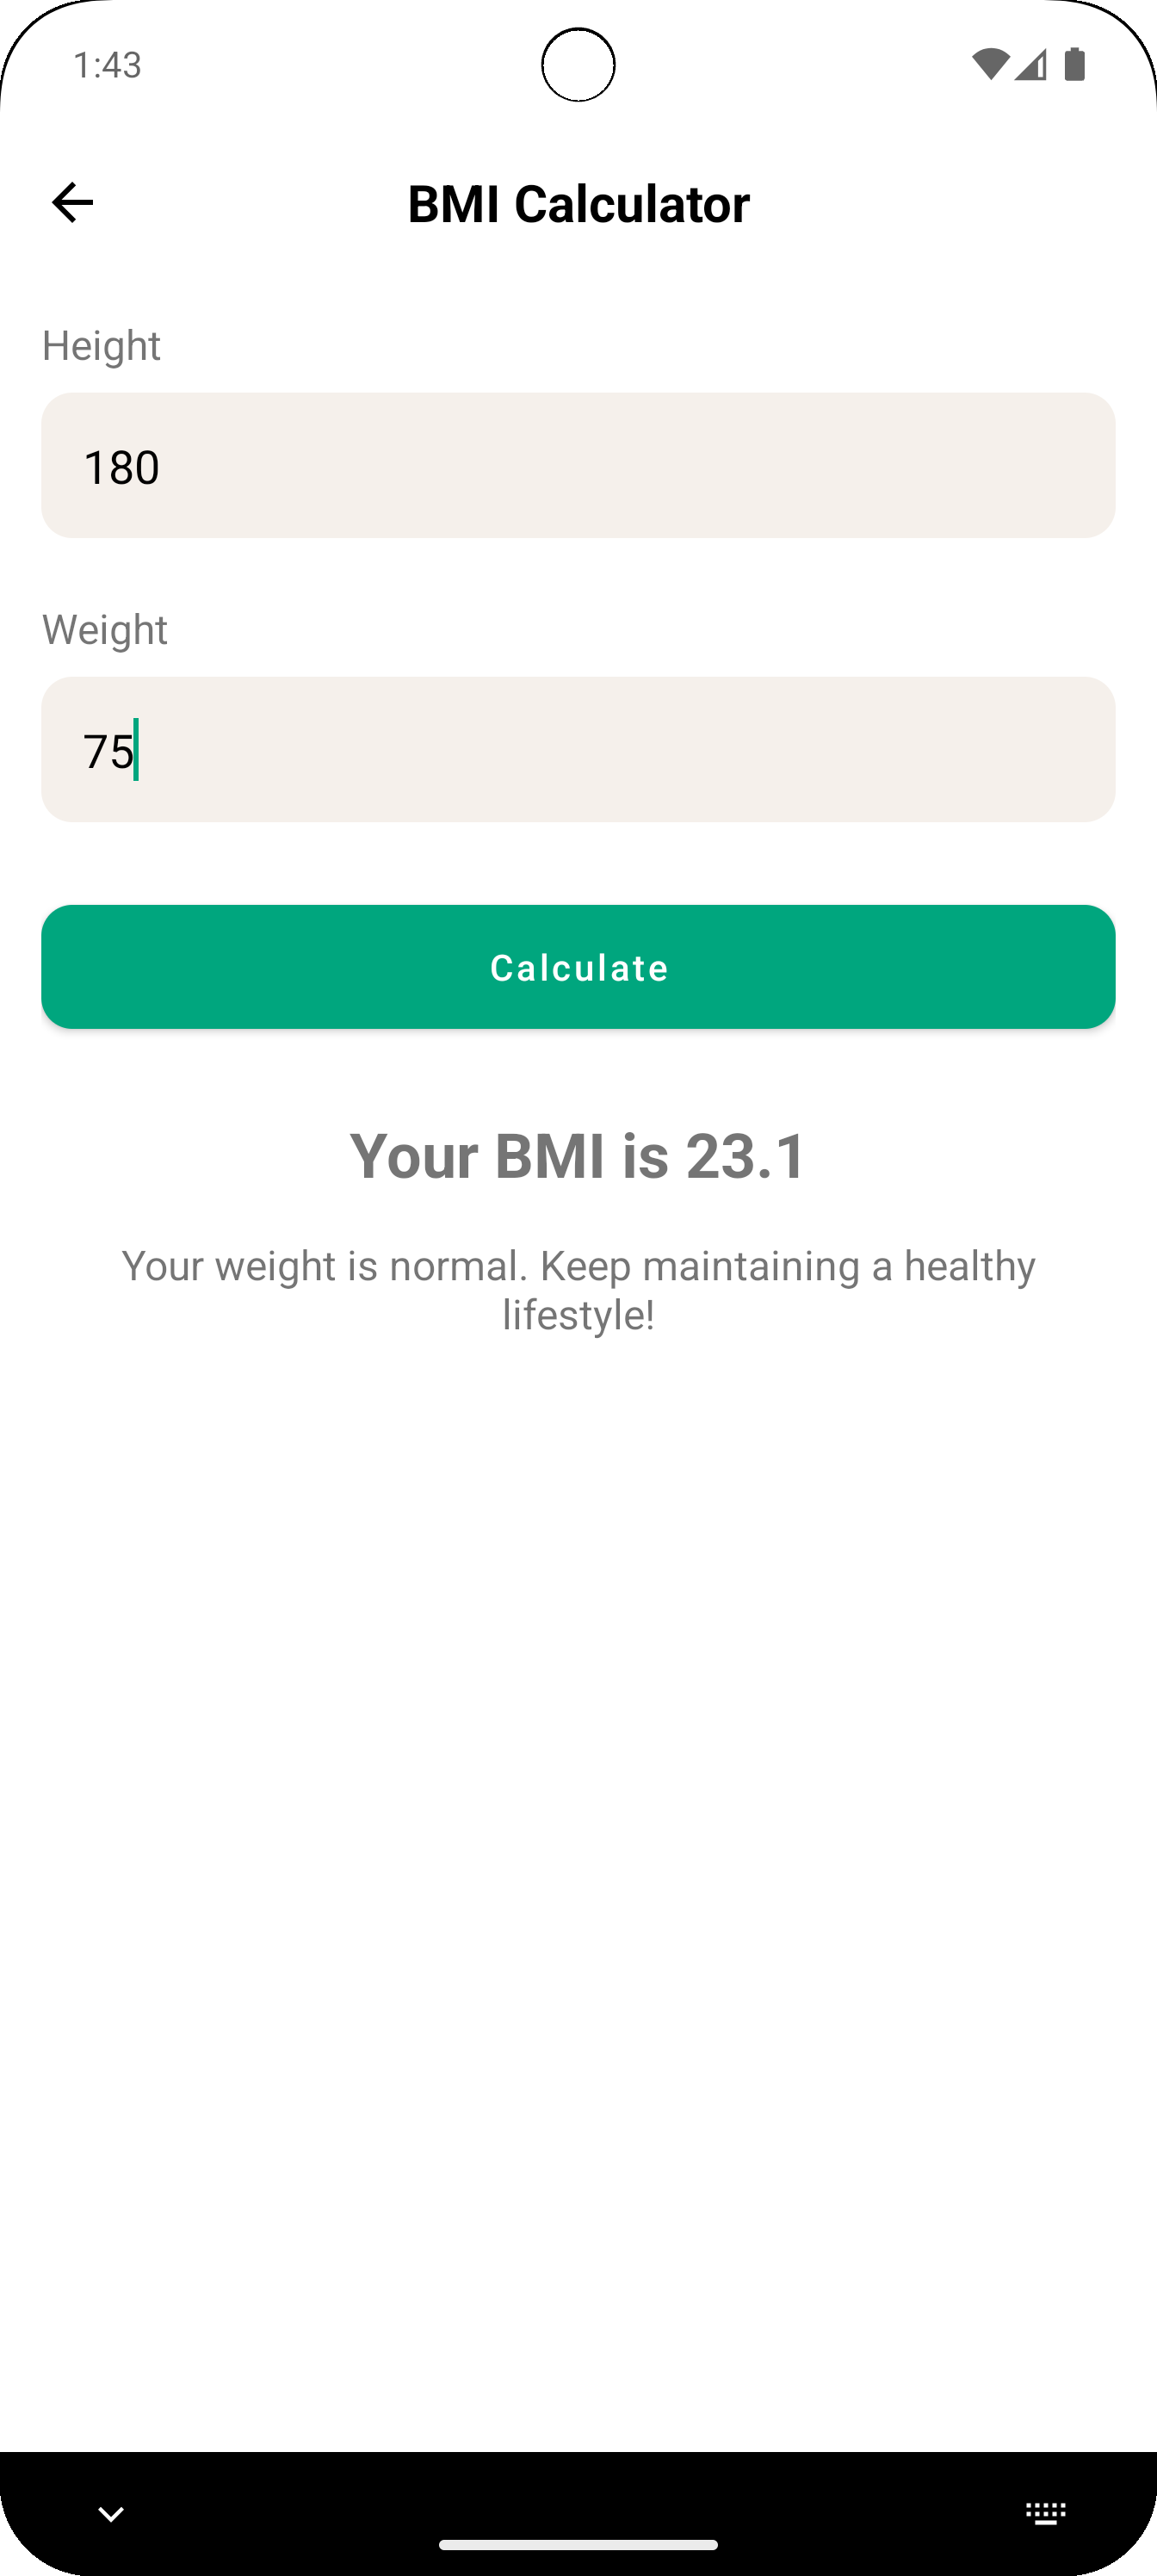 1:43
BMI Calculator
Height
180
Weight
75
Calculate
Your BMI is 23.1
Your weight is normal. Keep maintaining a healthy
lifestyle!